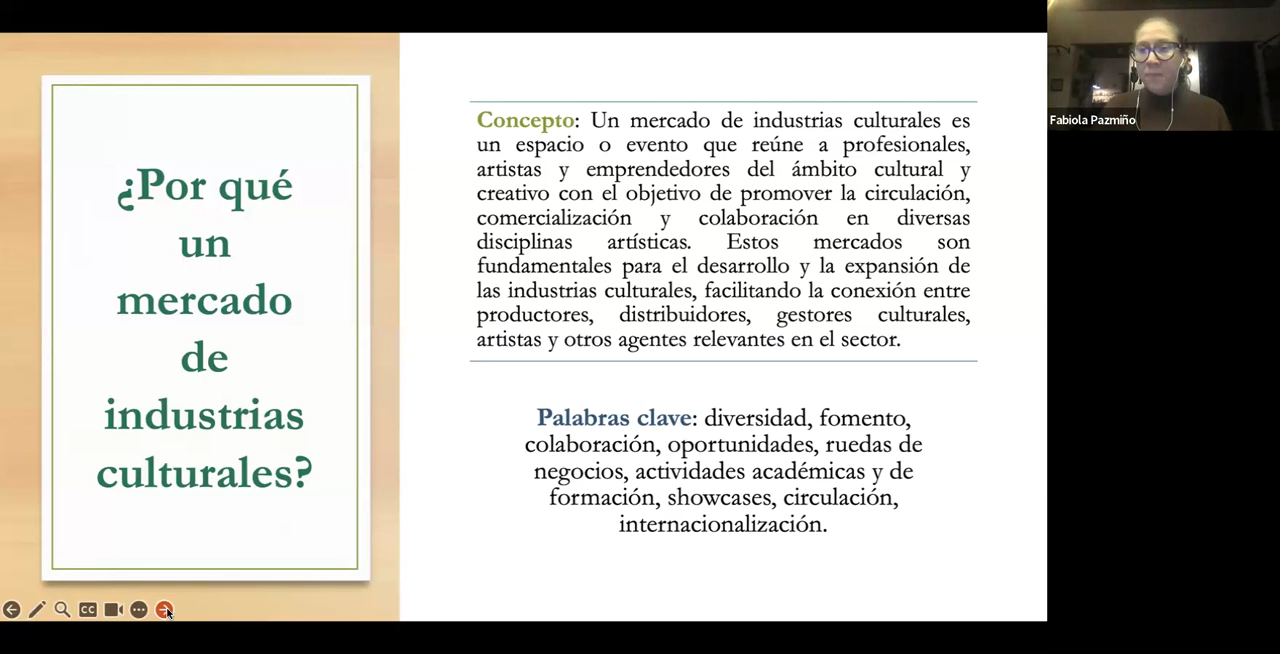 ¿Por qué
un
mercado
de
industrias
culturales?
Concepto: Un mercado de industrias culturales es
un espacio o evento que reúne a profesionales,
artistas y emprendedores del ámbito cultural y
creativo con el objetivo de promover la circulación,
comercialización y colaboración en diversas
disciplinas artísticas. Estos mercados son
fundamentales para el desarrollo y la expansión de
las industrias culturales, facilitando la conexión entre
productores, distribuidores, gestores culturales,
artistas y otros agentes relevantes en el sector.
Palabras clave: diversidad, fomento,
colaboración, oportunidades, ruedas de
negocios, actividades académicas y de
formación, showcases, circulación,
internacionalización.
Fabiola Pazmiño
CC